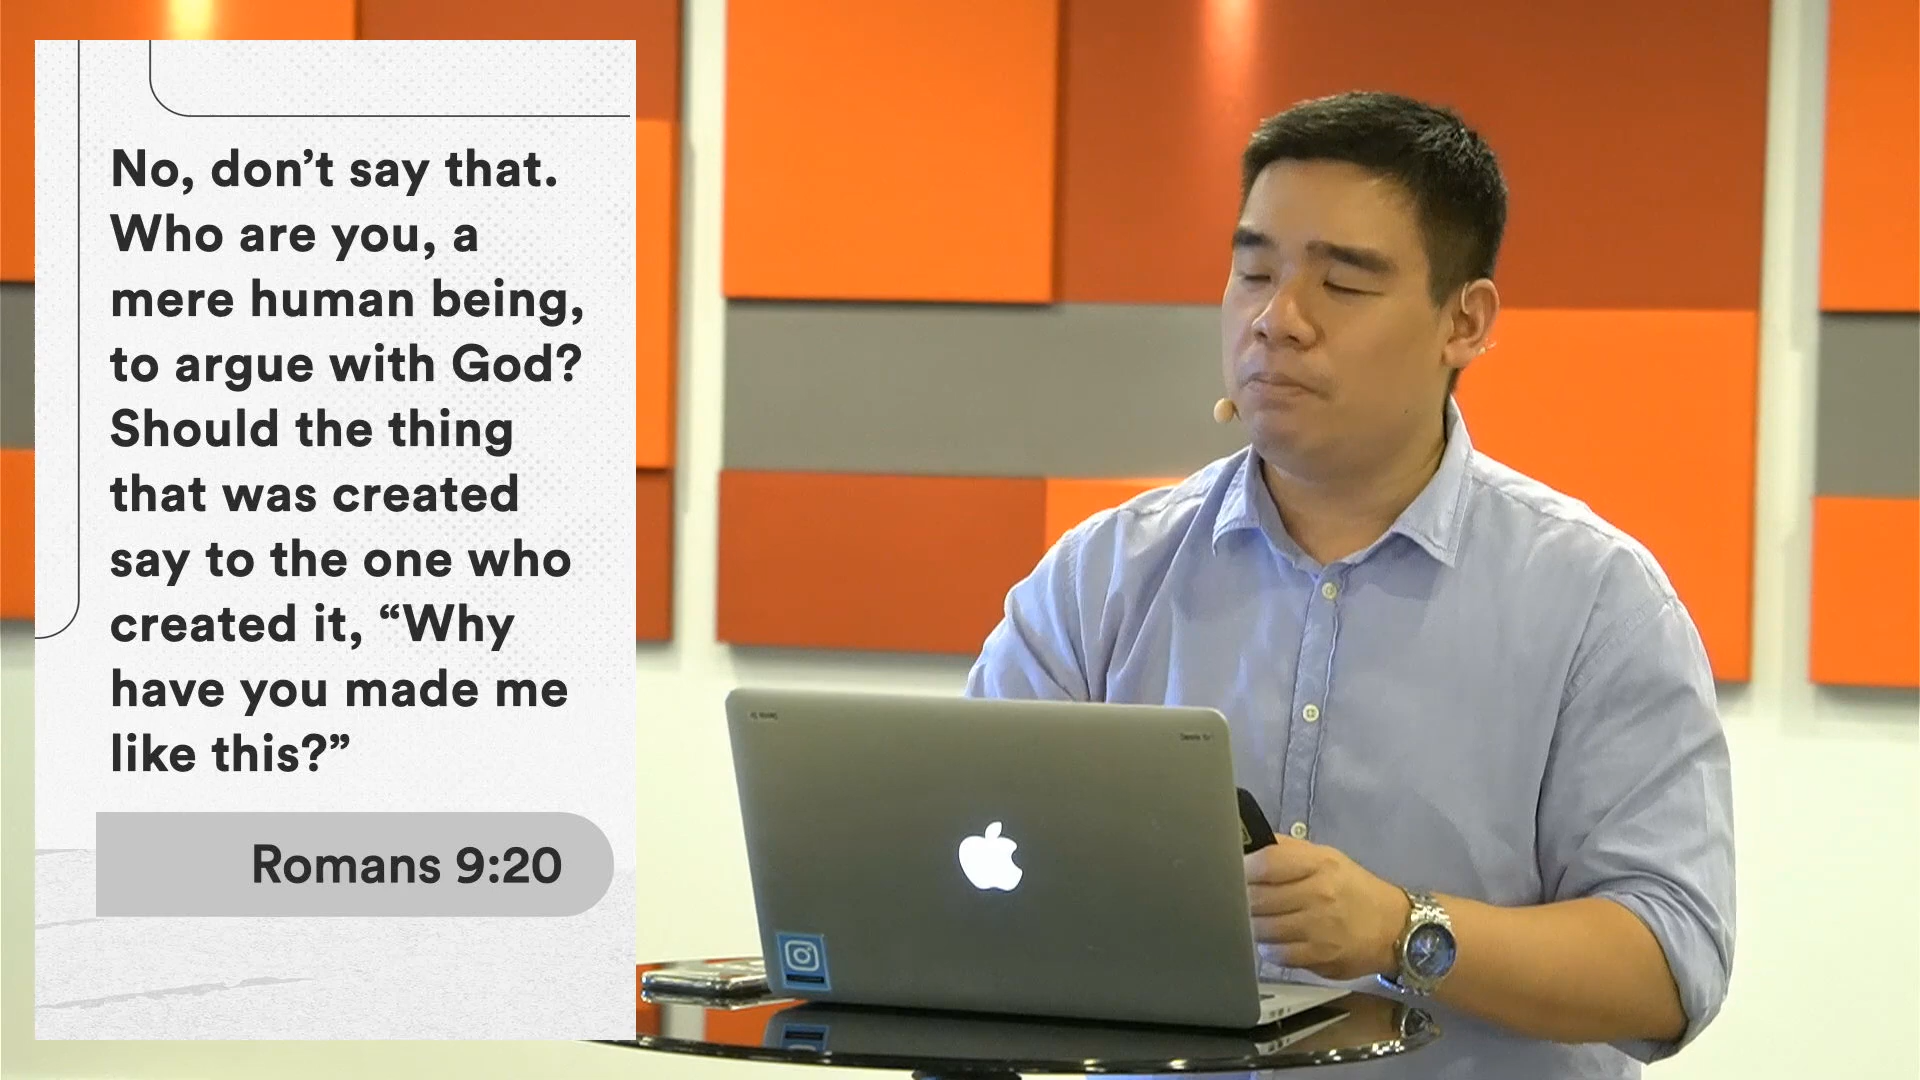 No, don’t say that.
Who are you, a
mere human being,
to argue with God?
Should the thing
that was created
say to the one who
created it, “Why
have you made me
like this?”
Romans 9:20